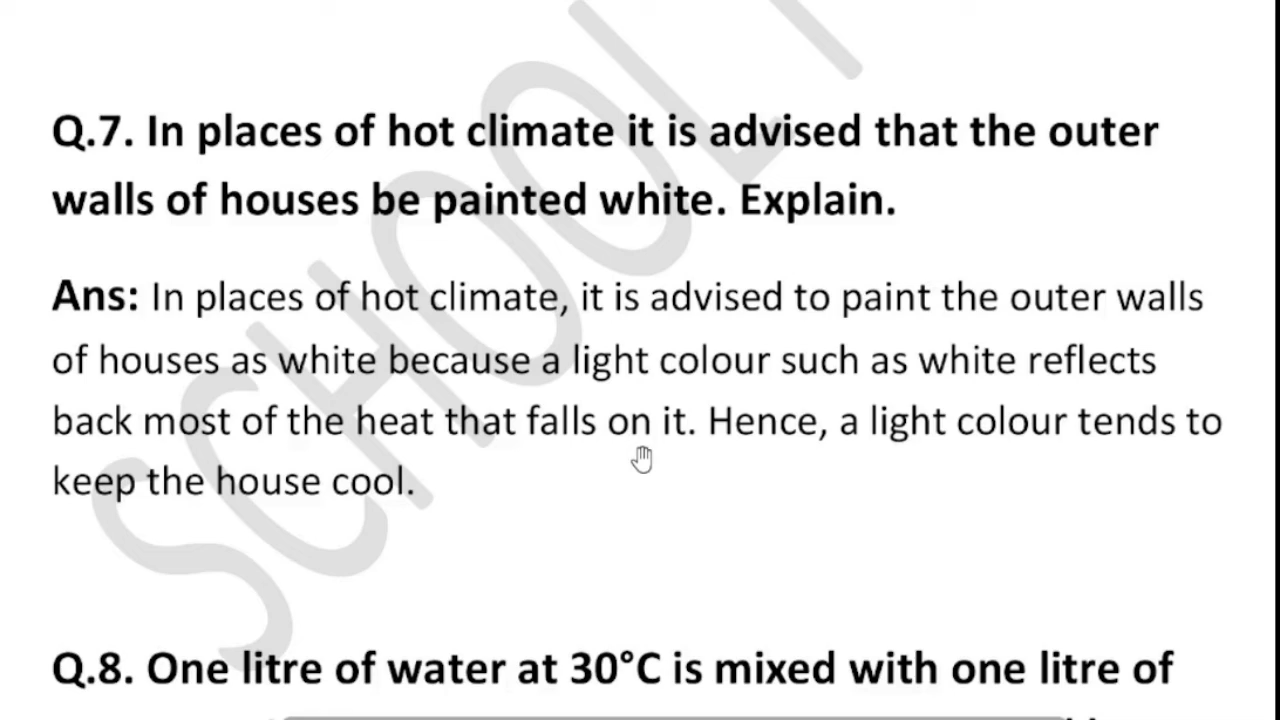 Q.7. In places of hot climate it is advised that the outer
walls of houses be painted white. Explain.
Ans: In places of hot climate, it is advised to paint the outer walls
of houses as white because a light colour such as white reflects
back most of the heat that falls on it. Hence, a light colour tends to
keep the house cool.
Q.8. One litre of water at 30°C is mixed with one litre of